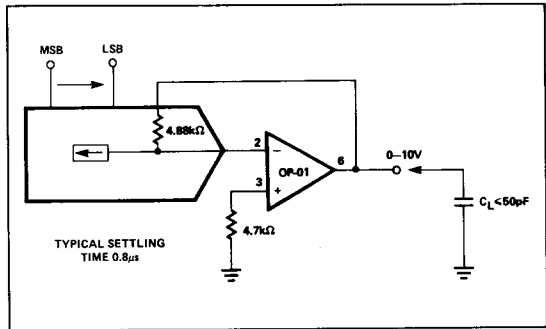 MSB LSB
4.88kΩ
2 −
6
OP-01
3 +
0–10V
4.7kΩ
C_L ≤ 50pF
TYPICAL SETTLING
TIME 0.8μs